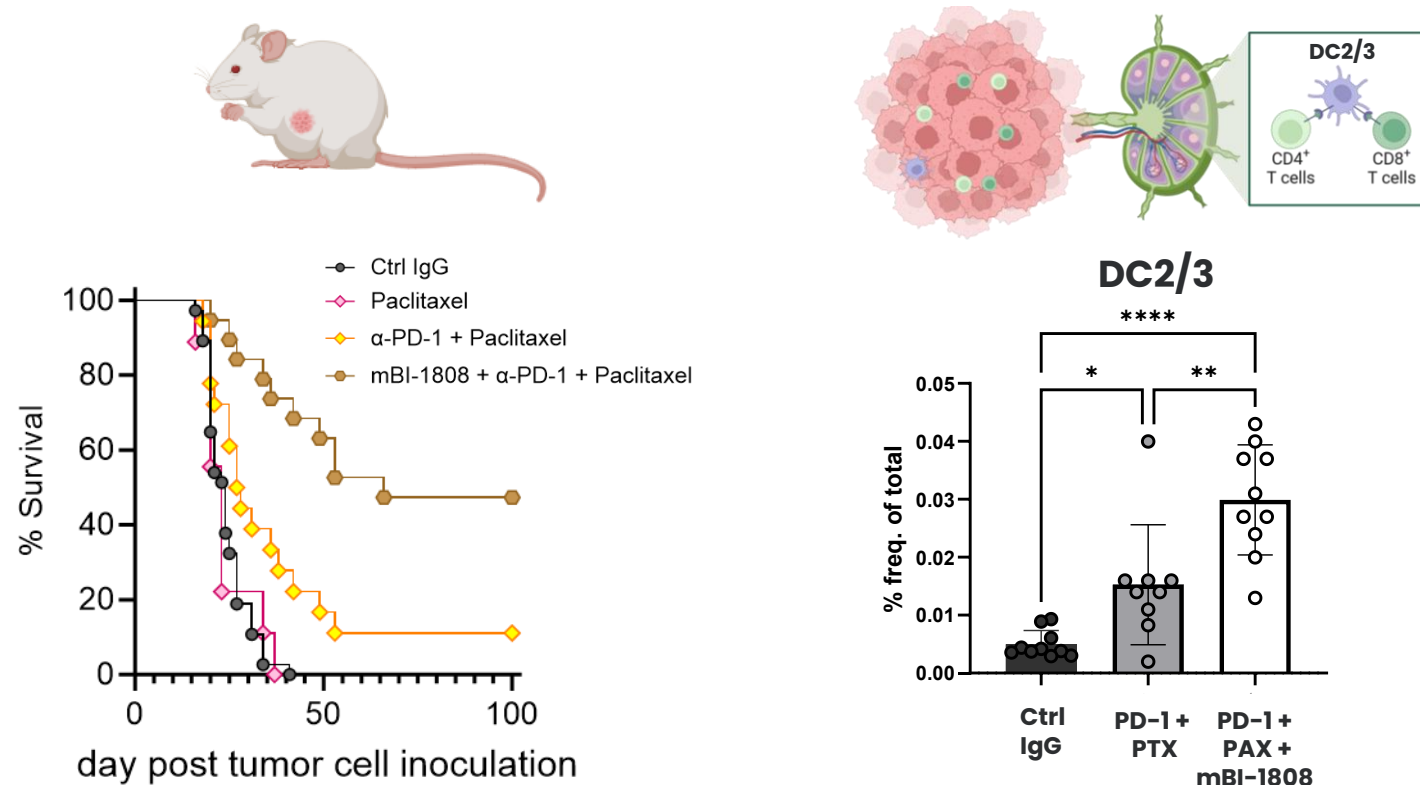 DC2/3
CD4+
T cells
CD8+
T cells
Ctrl IgG
Paclitaxel
α-PD-1 + Paclitaxel
mBI-1808 + α-PD-1 + Paclitaxel
% Survival
100
80
60
40
20
0
0
50
100
day post tumor cell inoculation
DC2/3
****
*
**
% freq. of total
0.05
0.04
0.03
0.02
0.01
0.00
Ctrl
IgG
PD-1 +
PTX
PD-1 +
PAX +
mBI-1808